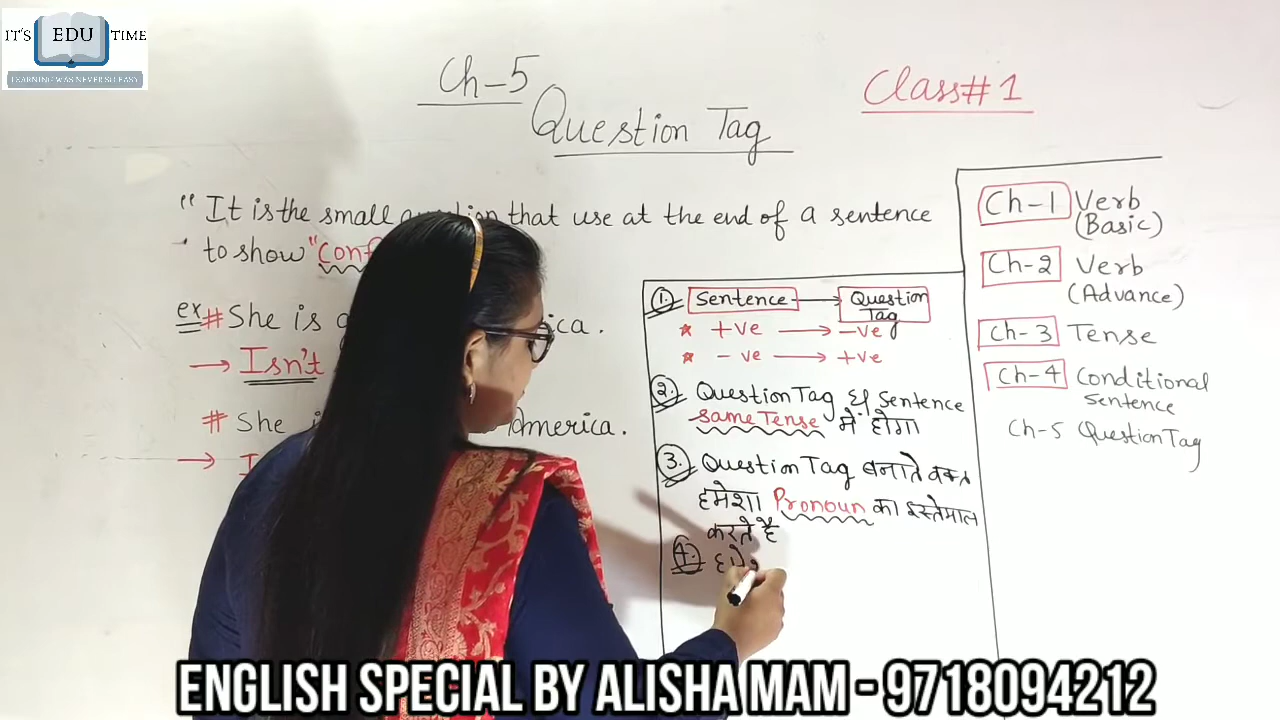 IT'S EDU TIME
LEARNING WAS NEVER SO EASY
Ch-5
Question Tag
Class#1
"It is the small question that use at the end of a sentence
to show "Conf
ex # She is a ica.
→ Isn't
# She i America.
→ I
1. Sentence → Question Tag
* +ve → -ve
* -ve → +ve
2. Question Tag sentence
same Tense में होगा
3. Question Tag बनाते वक्त
हमेशा Pronoun का इस्तेमाल
करते है
4.
Ch-1 Verb
(Basic)
Ch-2 Verb
(Advance)
Ch-3 Tense
Ch-4 Conditional
Sentence
Ch-5 Question Tag
ENGLISH SPECIAL BY ALISHA MAM - 9718094212